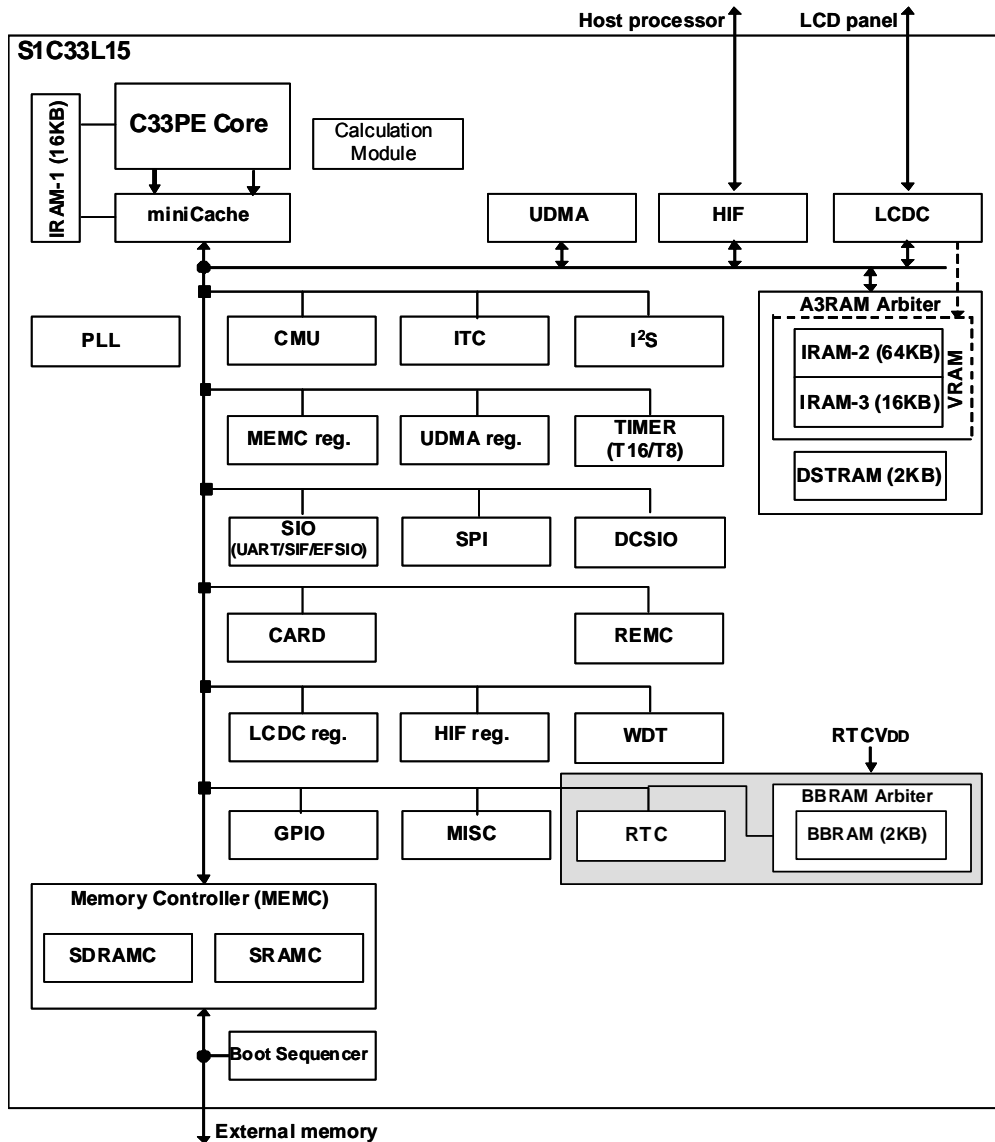 Host processor
LCD panel
S1C33L15
IRAM-1 (16KB)
C33PE Core
Calculation
Module
miniCache
UDMA
HIF
LCDC
A3RAM Arbiter
PLL
CMU
ITC
I²S
IRAM-2 (64KB)
IRAM-3 (16KB)
VRAM
MEMC reg.
UDMA reg.
TIMER
(T16/T8)
DSTRAM (2KB)
SIO
(UART/SIF/EFSIO)
SPI
DCSIO
CARD
REMC
LCDC reg.
HIF reg.
WDT
RTCVDD
GPIO
MISC
RTC
BBRAM Arbiter
BBRAM (2KB)
Memory Controller (MEMC)
SDRAMC
SRAMC
Boot Sequencer
External memory